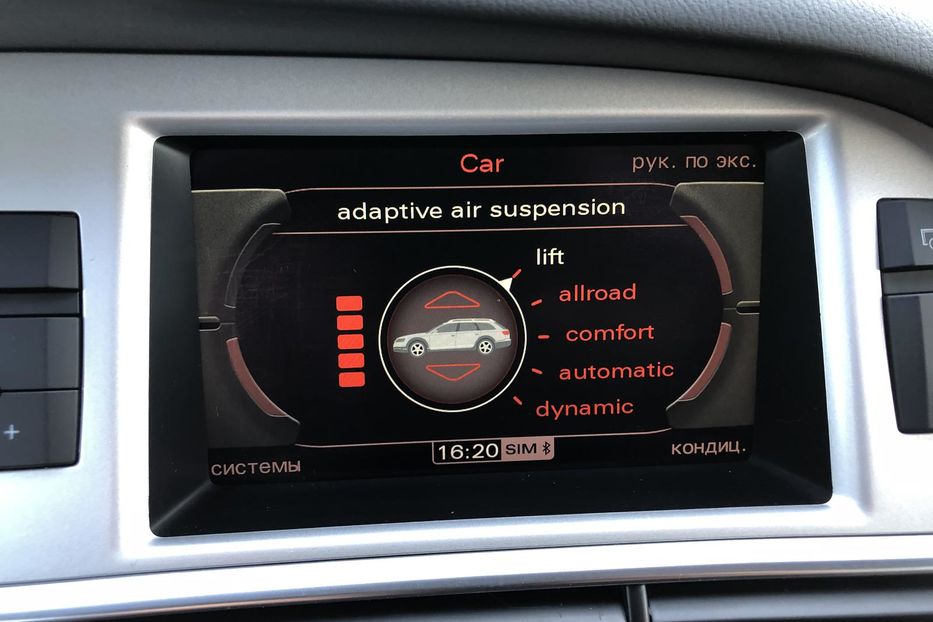 Car
рук. по экс.
adaptive air suspension
lift
allroad
comfort
automatic
dynamic
+
16:20 SIM
системы
кондиц.